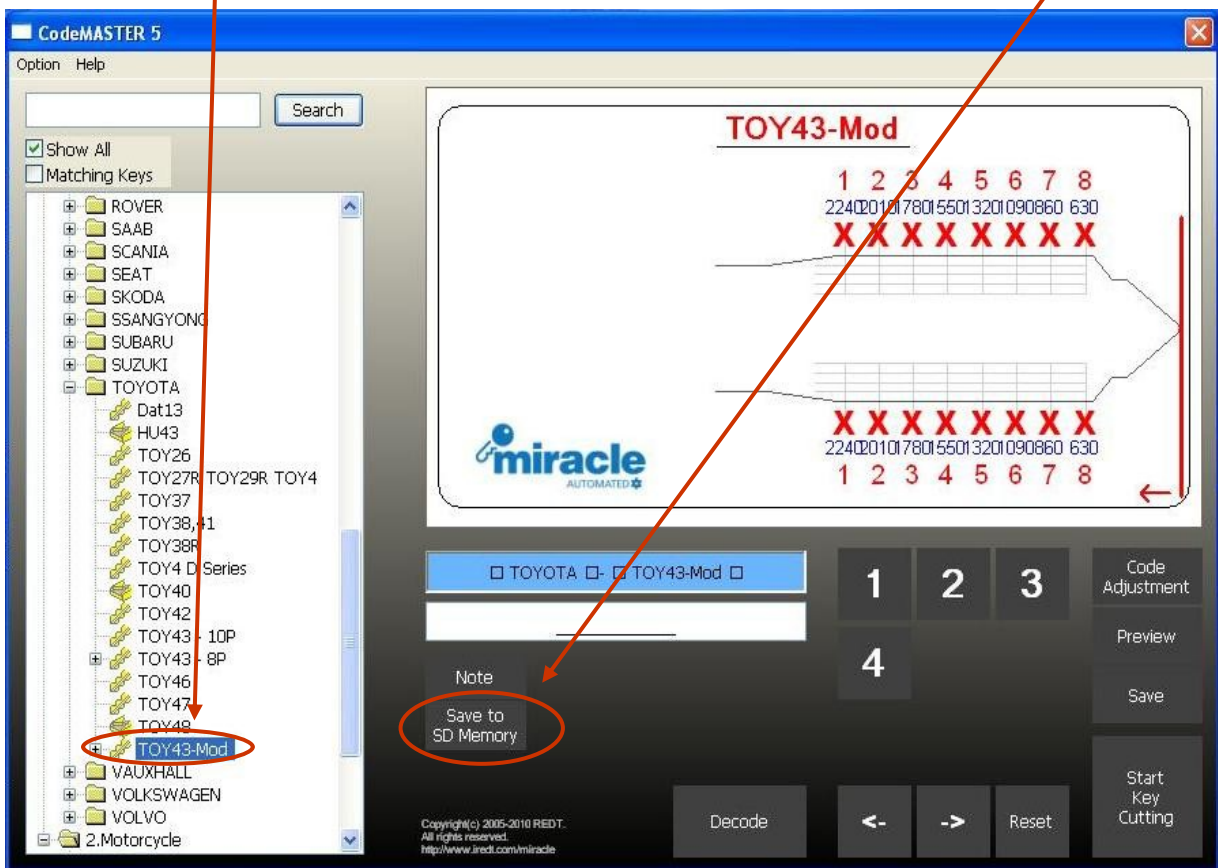 CodeMASTER 5
Option Help
Search
Show All
Matching Keys
ROVER
SAAB
SCANIA
SEAT
SKODA
SSANGYONG
SUBARU
SUZUKI
TOYOTA
Dat13
HU43
TOY26
TOY27R TOY29R TOY4
TOY37
TOY38,41
TOY38R
TOY4 D Series
TOY40
TOY42
TOY43 - 10P
TOY43 - 8P
TOY46
TOY47
TOY48
TOY43-Mod
VAUXHALL
VOLKSWAGEN
VOLVO
2.Motorcycle
TOY43-Mod
1 2 3 4 5 6 7 8
2240 2010 1780 1550 1320 1090 860 630
X X X X X X X X
X X X X X X X X
2240 2010 1780 1550 1320 1090 860 630
1 2 3 4 5 6 7 8
miracle
AUTOMATED
TOYOTA - TOY43-Mod
Note
Save to
SD Memory
1 2 3
4
Code
Adjustment
Preview
Save
Start
Key
Cutting
Decode
<- -> Reset
Copyright(c) 2005-2010 REDT.
All rights reserved.
http://www.iredt.com/miracle